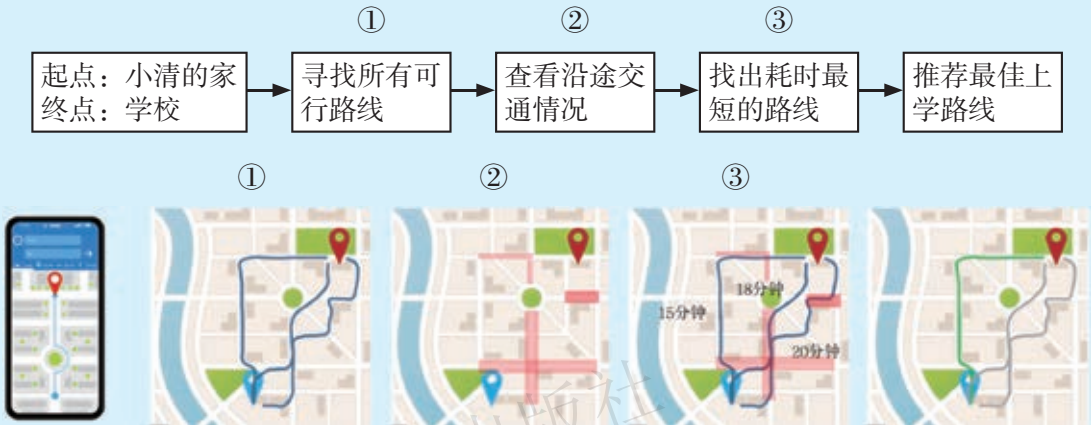 ① ② ③
起点：小清的家
终点：学校
寻找所有可
行路线
查看沿途交
通情况
找出耗时最
短的路线
推荐最佳上
学路线
① ② ③
18分钟
15分钟
20分钟
版社